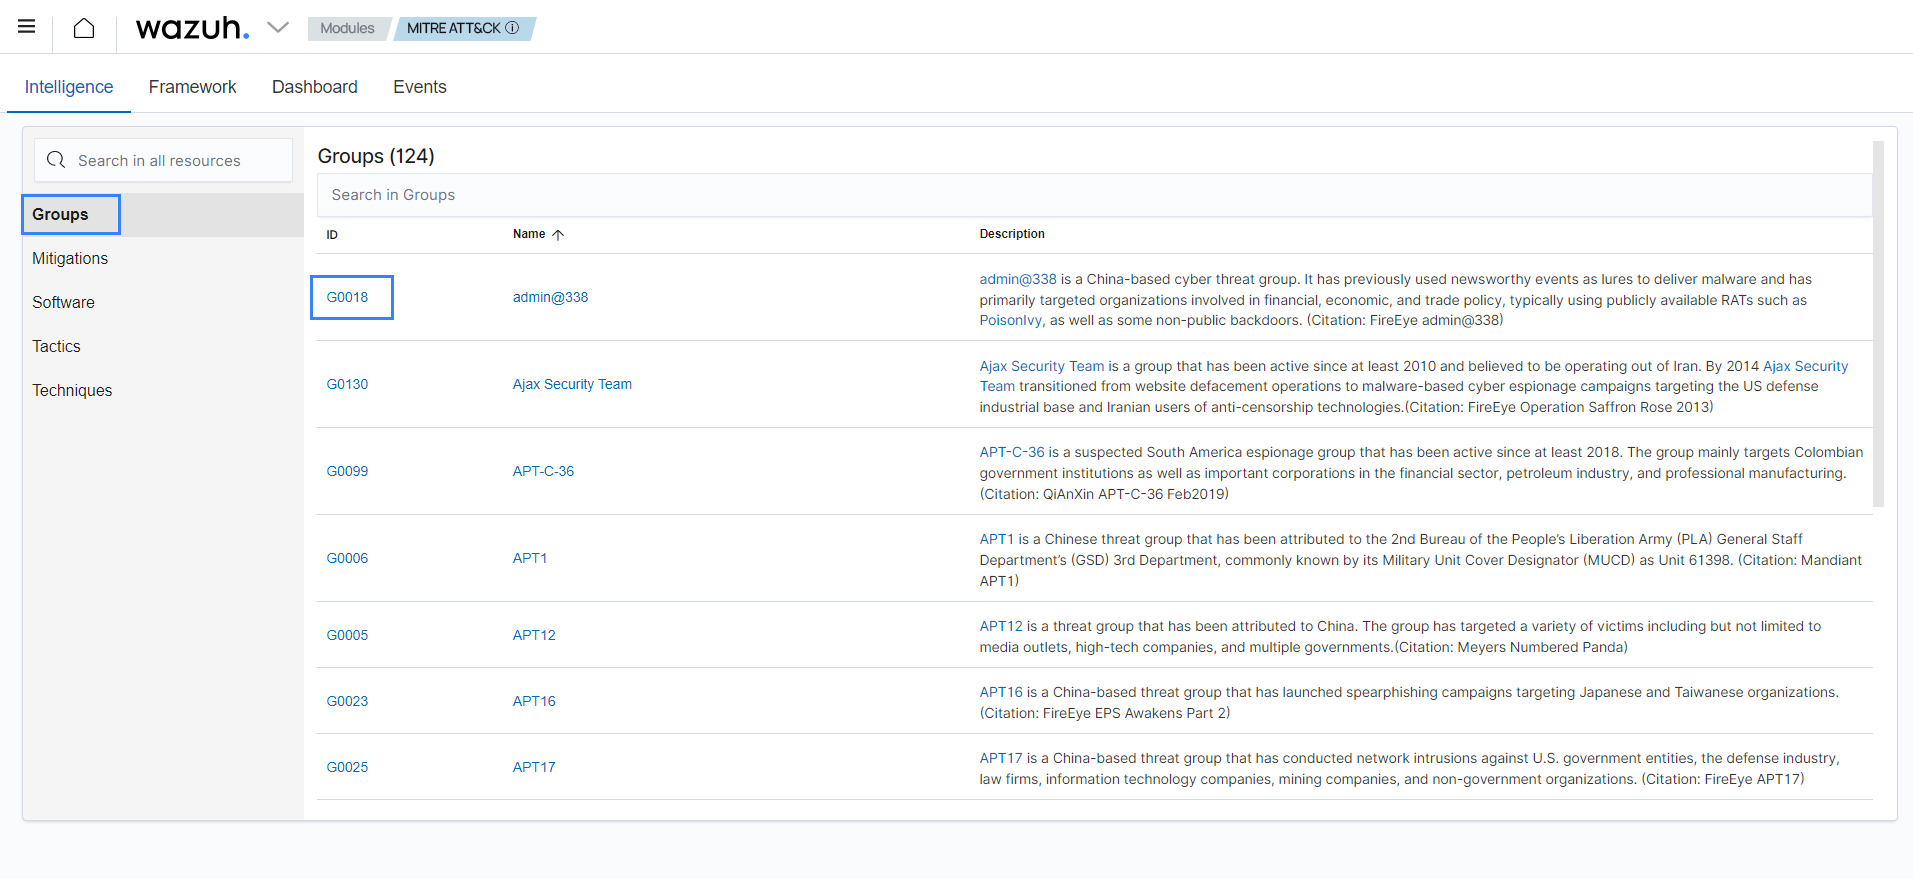 wazuh.
Modules
MITRE ATT&CK
Intelligence
Framework
Dashboard
Events
Search in all resources
Groups
Mitigations
Software
Tactics
Techniques
Groups (124)
Search in Groups
ID
Name
Description
G0018
admin@338
admin@338 is a China-based cyber threat group. It has previously used newsworthy events as lures to deliver malware and has
primarily targeted organizations involved in financial, economic, and trade policy, typically using publicly available RATs such as
PoisonIvy, as well as some non-public backdoors. (Citation: FireEye admin@338)
G0130
Ajax Security Team
Ajax Security Team is a group that has been active since at least 2010 and believed to be operating out of Iran. By 2014 Ajax Security
Team transitioned from website defacement operations to malware-based cyber espionage campaigns targeting the US defense
industrial base and Iranian users of anti-censorship technologies.(Citation: FireEye Operation Saffron Rose 2013)
G0099
APT-C-36
APT-C-36 is a suspected South America espionage group that has been active since at least 2018. The group mainly targets Colombian
government institutions as well as important corporations in the financial sector, petroleum industry, and professional manufacturing.
(Citation: QiAnXin APT-C-36 Feb2019)
G0006
APT1
APT1 is a Chinese threat group that has been attributed to the 2nd Bureau of the People’s Liberation Army (PLA) General Staff
Department’s (GSD) 3rd Department, commonly known by its Military Unit Cover Designator (MUCD) as Unit 61398. (Citation: Mandiant
APT1)
G0005
APT12
APT12 is a threat group that has been attributed to China. The group has targeted a variety of victims including but not limited to
media outlets, high-tech companies, and multiple governments.(Citation: Meyers Numbered Panda)
G0023
APT16
APT16 is a China-based threat group that has launched spearphishing campaigns targeting Japanese and Taiwanese organizations.
(Citation: FireEye EPS Awakens Part 2)
G0025
APT17
APT17 is a China-based threat group that has conducted network intrusions against U.S. government entities, the defense industry,
law firms, information technology companies, mining companies, and non-government organizations. (Citation: FireEye APT17)